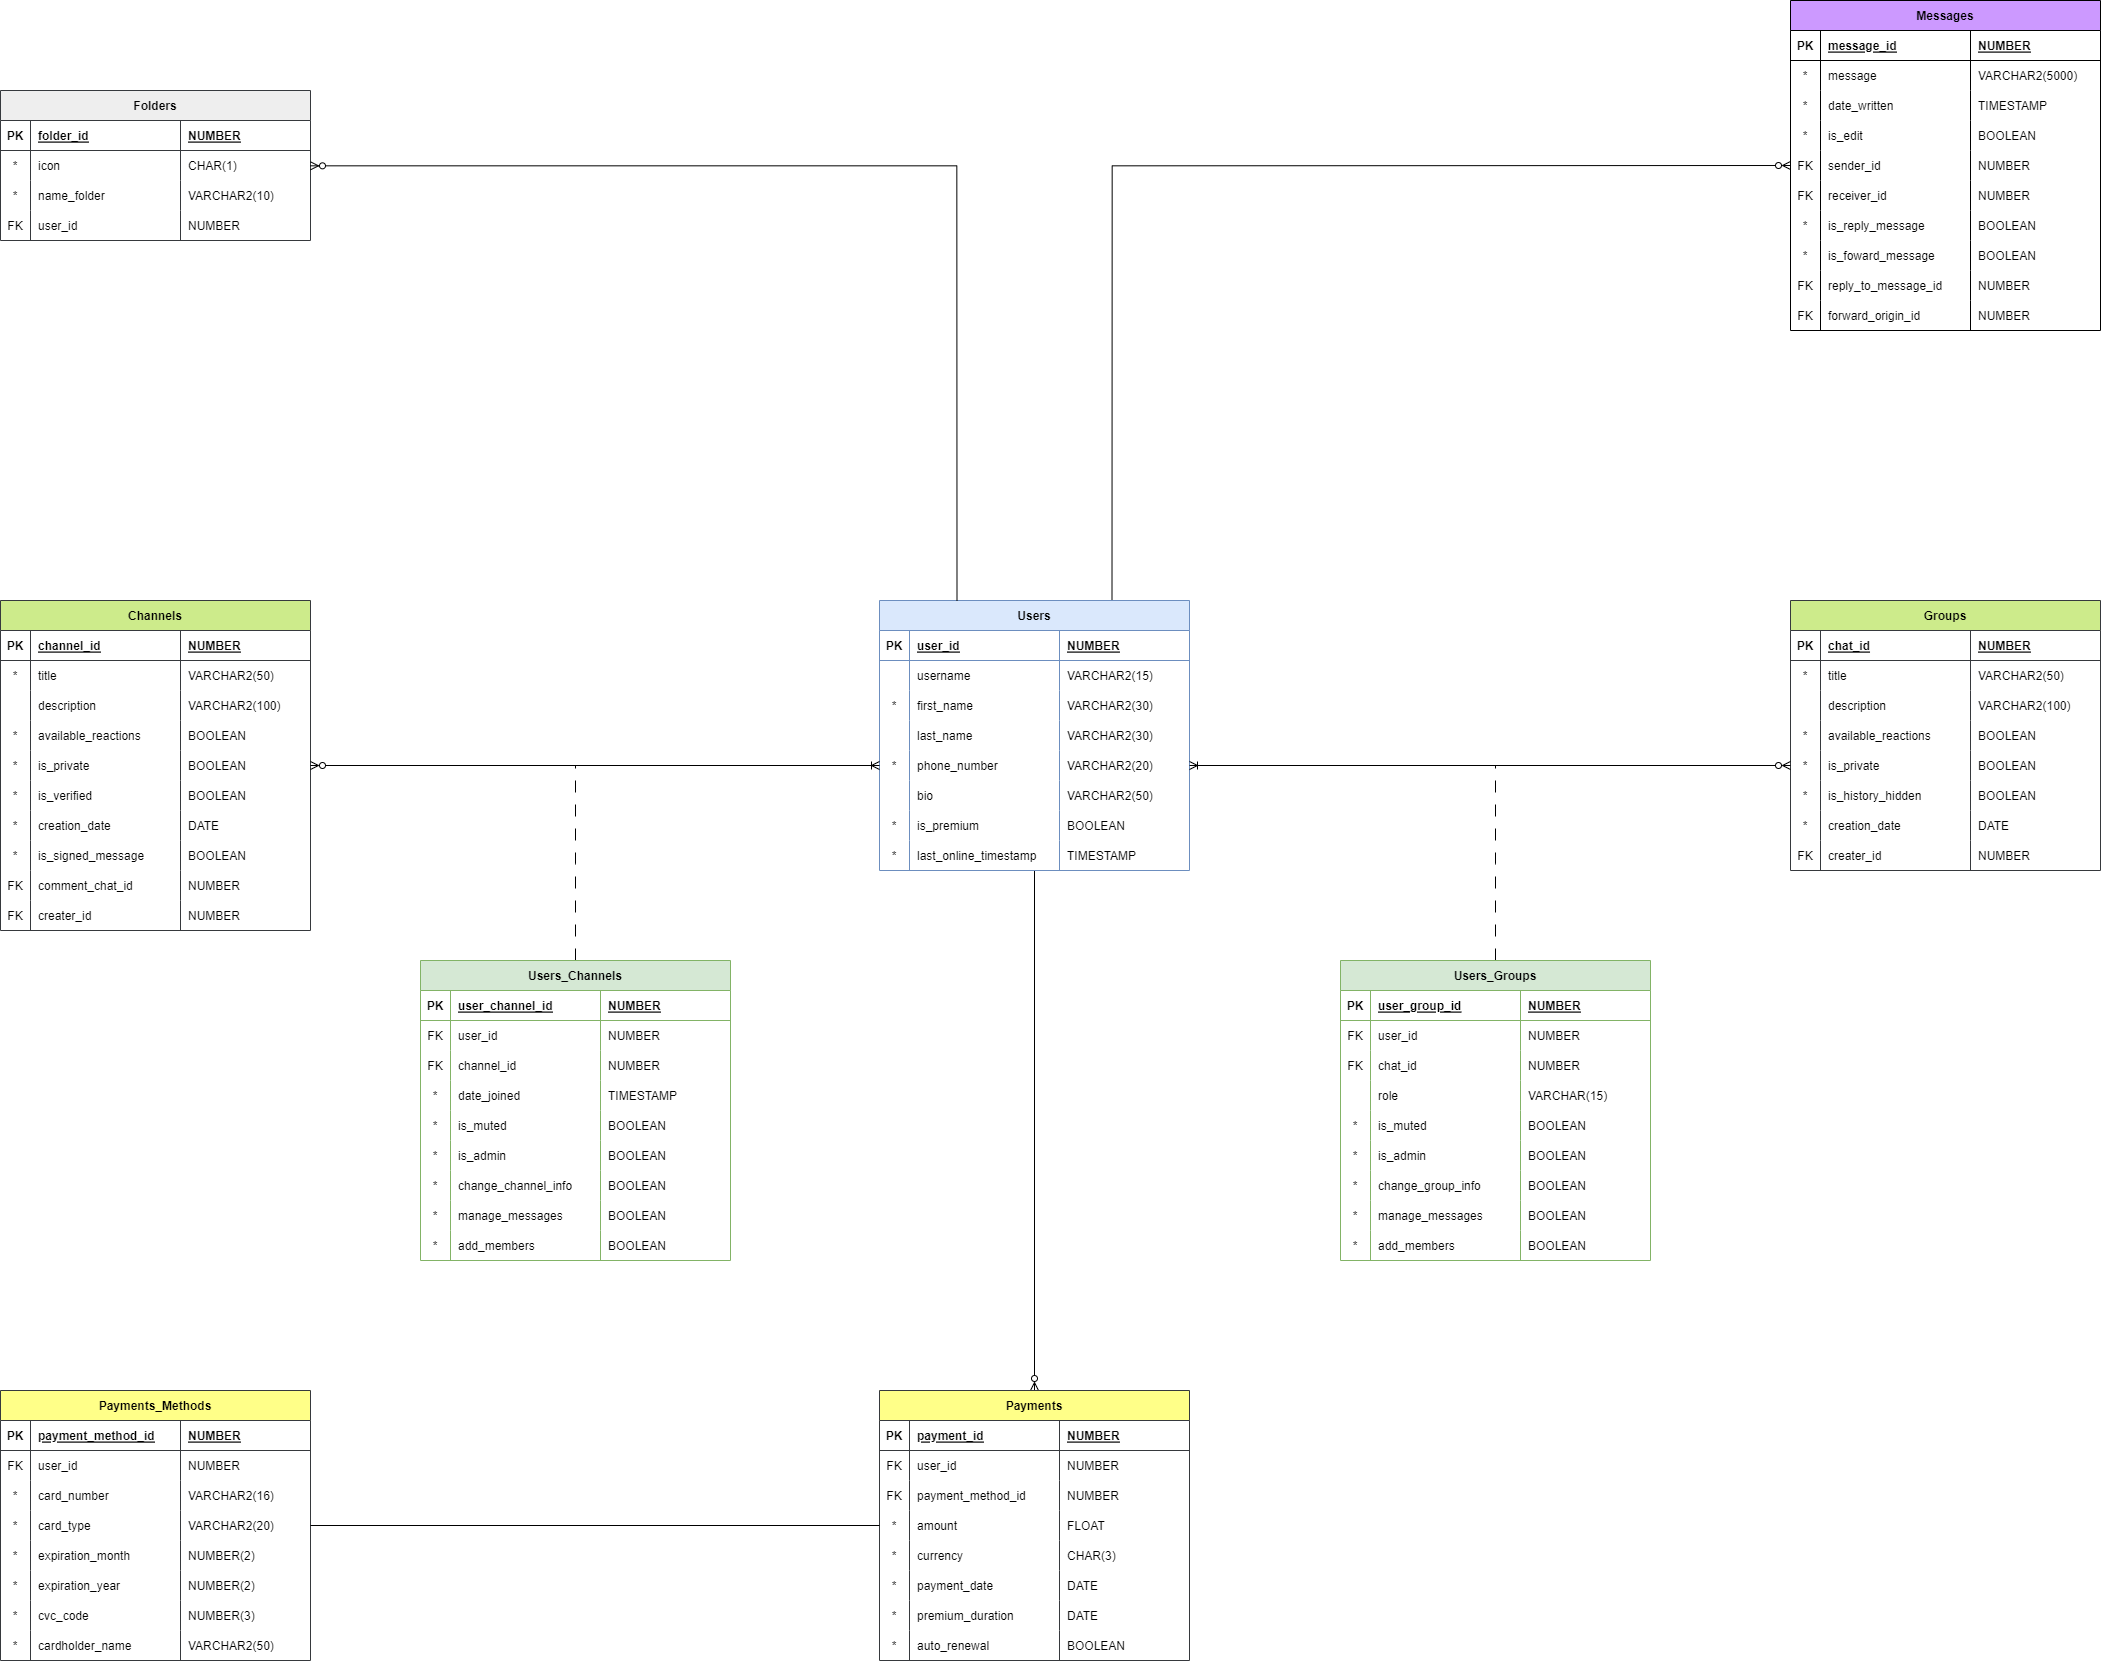 Messages
PK message_id NUMBER
* message VARCHAR2(5000)
* date_written TIMESTAMP
* is_edit BOOLEAN
FK sender_id NUMBER
FK receiver_id NUMBER
* is_reply_message BOOLEAN
* is_foward_message BOOLEAN
FK reply_to_message_id NUMBER
FK forward_origin_id NUMBER
Folders
PK folder_id NUMBER
* icon CHAR(1)
* name_folder VARCHAR2(10)
FK user_id NUMBER
Channels
PK channel_id NUMBER
* title VARCHAR2(50)
description VARCHAR2(100)
* available_reactions BOOLEAN
* is_private BOOLEAN
* is_verified BOOLEAN
* creation_date DATE
* is_signed_message BOOLEAN
FK comment_chat_id NUMBER
FK creater_id NUMBER
Users
PK user_id NUMBER
username VARCHAR2(15)
* first_name VARCHAR2(30)
last_name VARCHAR2(30)
* phone_number VARCHAR2(20)
bio VARCHAR2(50)
* is_premium BOOLEAN
* last_online_timestamp TIMESTAMP
Groups
PK chat_id NUMBER
* title VARCHAR2(50)
description VARCHAR2(100)
* available_reactions BOOLEAN
* is_private BOOLEAN
* is_history_hidden BOOLEAN
* creation_date DATE
FK creater_id NUMBER
Users_Channels
PK user_channel_id NUMBER
FK user_id NUMBER
FK channel_id NUMBER
* date_joined TIMESTAMP
* is_muted BOOLEAN
* is_admin BOOLEAN
* change_channel_info BOOLEAN
* manage_messages BOOLEAN
* add_members BOOLEAN
Users_Groups
PK user_group_id NUMBER
FK user_id NUMBER
FK chat_id NUMBER
role VARCHAR(15)
* is_muted BOOLEAN
* is_admin BOOLEAN
* change_group_info BOOLEAN
* manage_messages BOOLEAN
* add_members BOOLEAN
Payments_Methods
PK payment_method_id NUMBER
FK user_id NUMBER
* card_number VARCHAR2(16)
* card_type VARCHAR2(20)
* expiration_month NUMBER(2)
* expiration_year NUMBER(2)
* cvc_code NUMBER(3)
* cardholder_name VARCHAR2(50)
Payments
PK payment_id NUMBER
FK user_id NUMBER
FK payment_method_id NUMBER
* amount FLOAT
* currency CHAR(3)
* payment_date DATE
* premium_duration DATE
* auto_renewal BOOLEAN